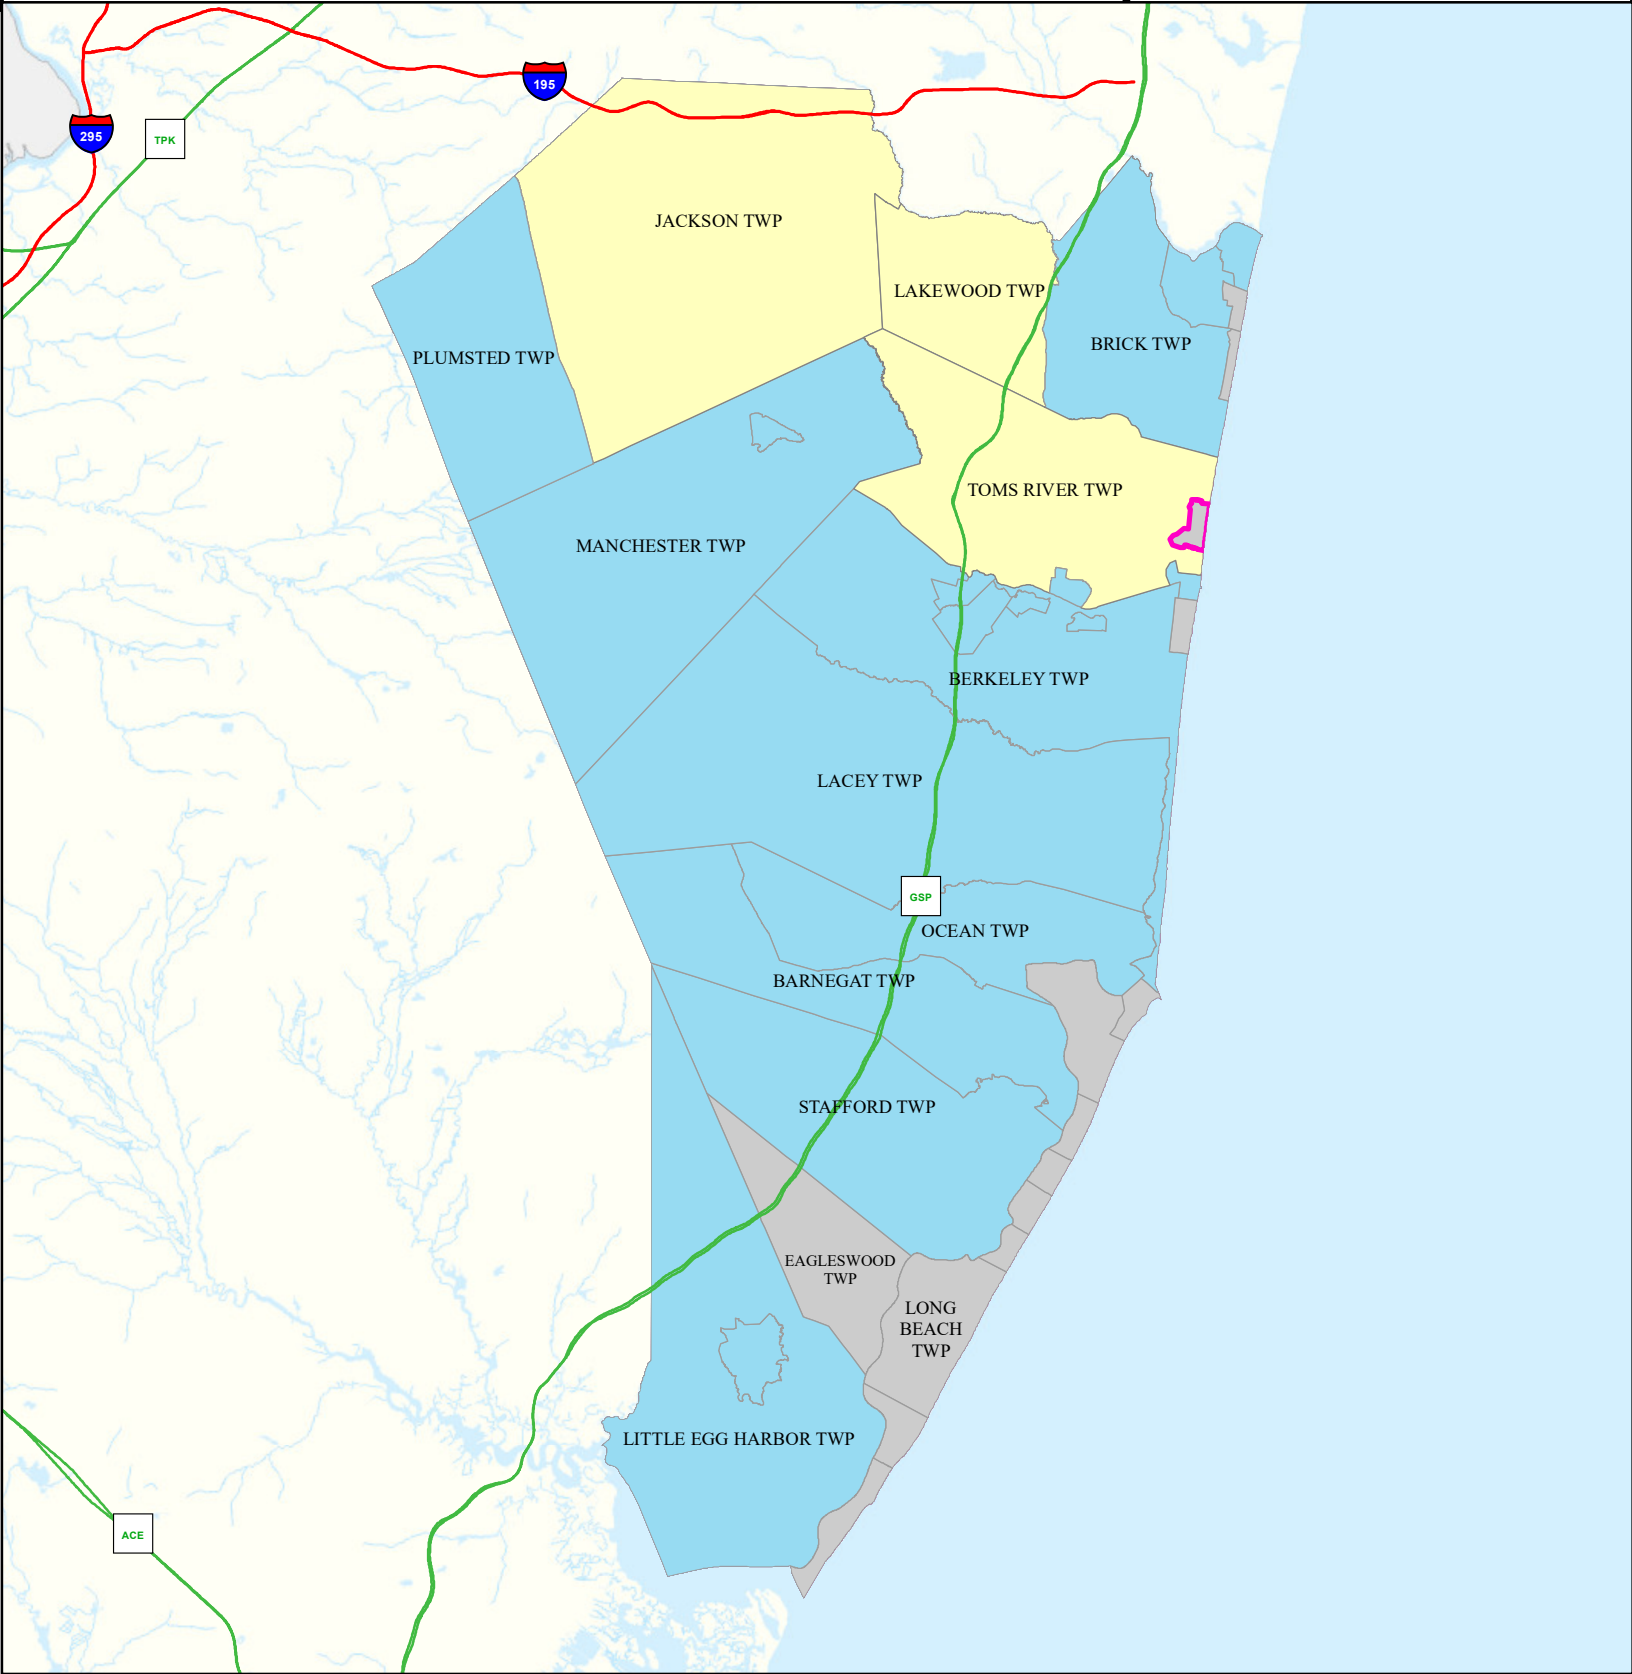 195
295
TPK
JACKSON TWP
LAKEWOOD TWP
BRICK TWP
PLUMSTED TWP
TOMS RIVER TWP
MANCHESTER TWP
BERKELEY TWP
LACEY TWP
GSP
OCEAN TWP
BARNEGAT TWP
STAFFORD TWP
EAGLESWOOD
TWP
LONG
BEACH
TWP
LITTLE EGG HARBOR TWP
ACE